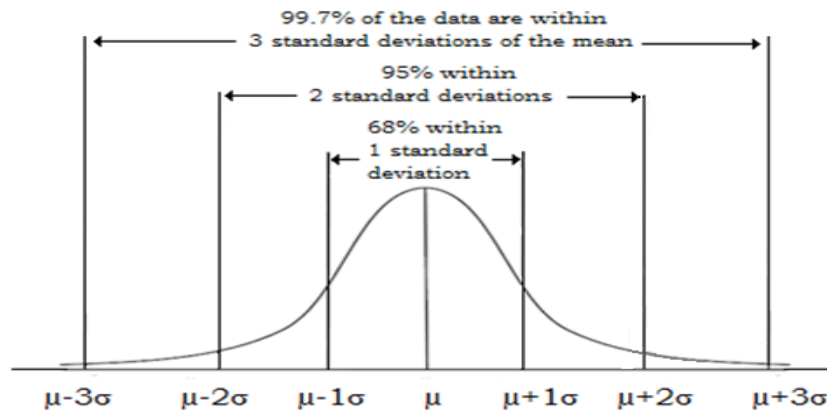 99.7% of the data are within
3 standard deviations of the mean
95% within
2 standard deviations
68% within
1 standard
deviation
μ-3σ μ-2σ μ-1σ μ μ+1σ μ+2σ μ+3σ